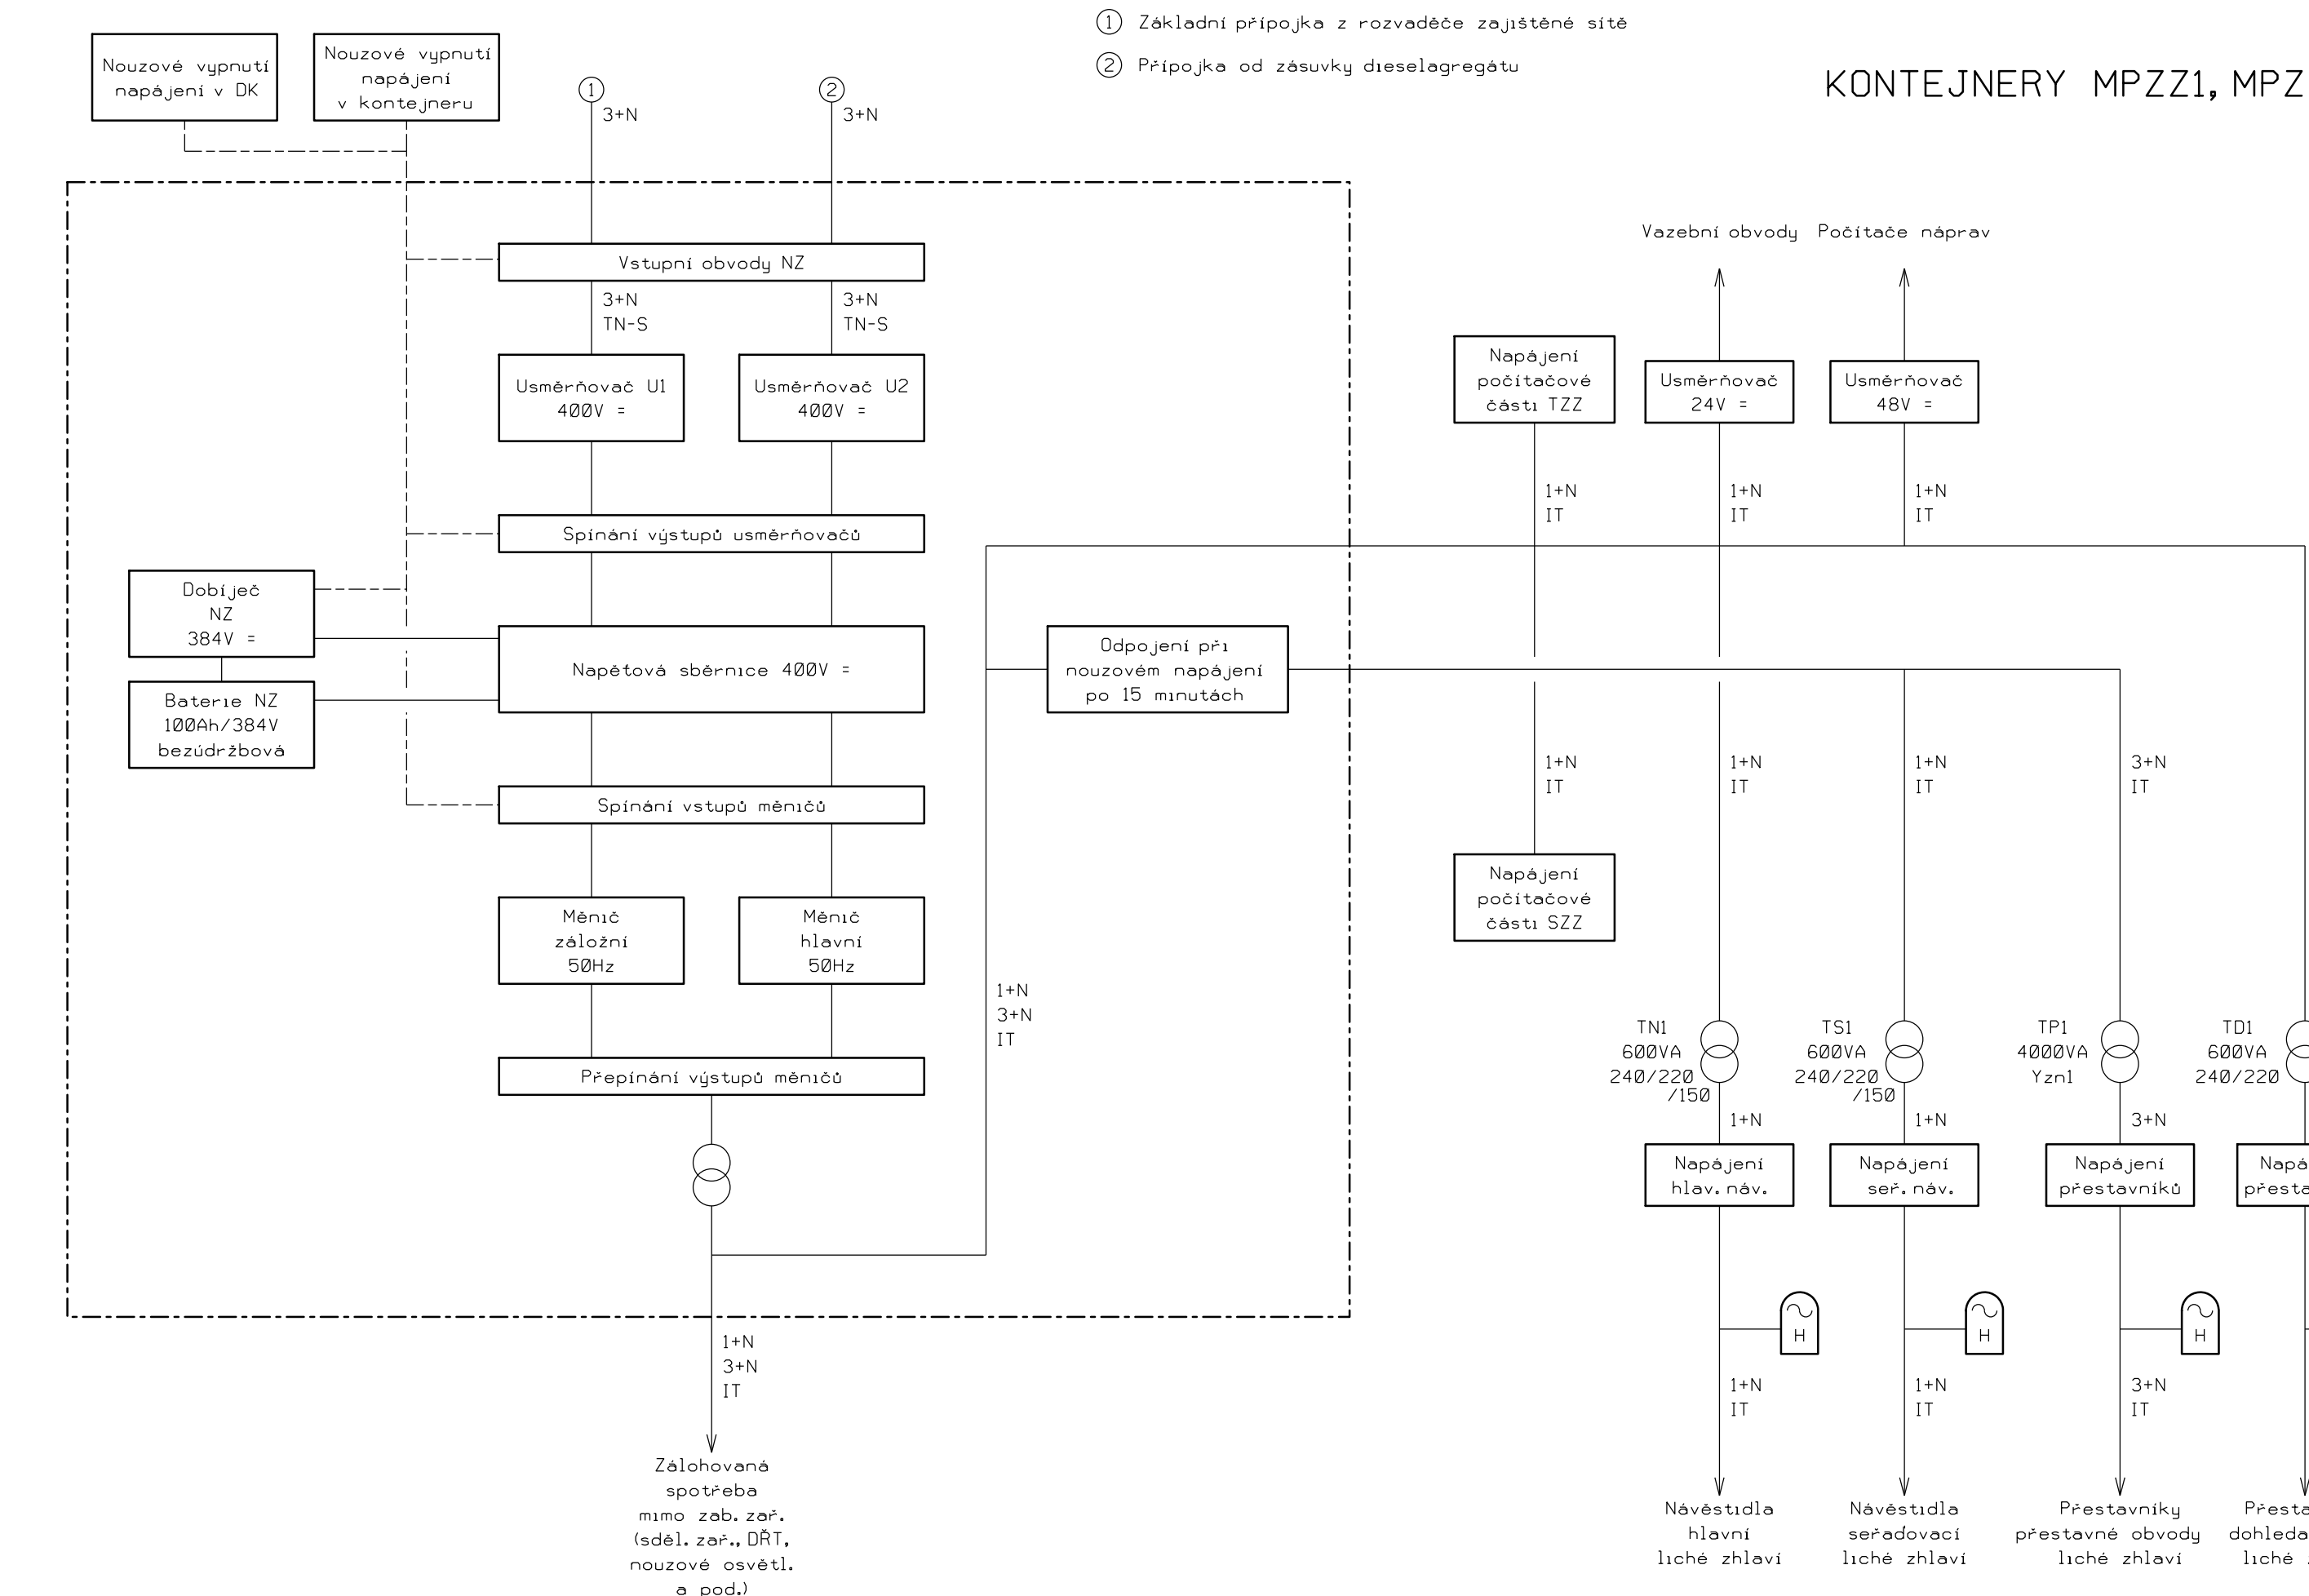 ① Základní přípojka z rozvaděče zajištěné sítě
② Přípojka od zásuvky dieselagregátu
KONTEJNERY MPZZ1, MPZ
Nouzové vypnutí
napájení v DK
Nouzové vypnutí
napájení
v kontejneru
1
3+N
2
3+N
Vstupní obvody NZ
3+N
TN-S
3+N
TN-S
Usměrňovač U1
400V =
Usměrňovač U2
400V =
Spínání výstupů usměrňovačů
Dobíječ
NZ
384V =
Baterie NZ
100Ah/384V
bezúdržbová
Napěťová sběrnice 400V =
Spínání vstupů měničů
Měnič
záložní
50Hz
Měnič
hlavní
50Hz
Přepínání výstupů měničů
Odpojení při
nouzovém napájení
po 15 minutách
1+N
3+N
IT
1+N
3+N
IT
Zálohovaná
spotřeba
mimo zab. zař.
(sděl. zař., DŘT,
nouzové osvětl.
a pod.)
Vazební obvody
Počítače náprav
Napájení
počítačové
části TZZ
Usměrňovač
24V =
Usměrňovač
48V =
1+N
IT
1+N
IT
1+N
IT
1+N
IT
1+N
IT
1+N
IT
3+N
IT
Napájení
počítačové
části SZZ
TN1
600VA
240/220
/150
TS1
600VA
240/220
/150
TP1
4000VA
Yzn1
TD1
600VA
240/220
1+N
1+N
3+N
Napájení
hlav. náv.
Napájení
seř. náv.
Napájení
přestavníků
Napá
přesta
H
H
H
1+N
IT
1+N
IT
3+N
IT
Návěstidla
hlavní
liché zhlaví
Návěstidla
seřaďovací
liché zhlaví
Přestavníky
přestavné obvody
liché zhlaví
Přesta
dohleda
liché